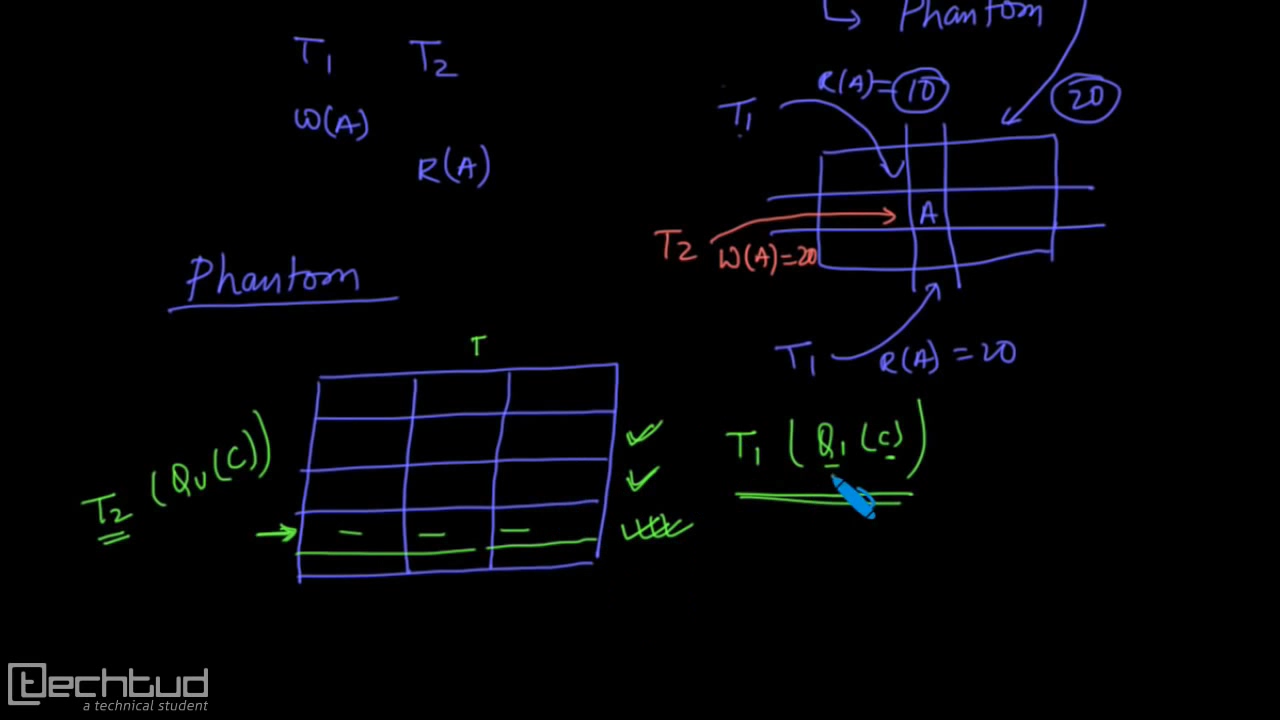 ↳ Phantom
T1 T2
W(A)
R(A)
R(A)=10
20
T1
A
T2 W(A)=20
T1 R(A)=20
Phantom
T
T2 (QU(C))
T1 (Q1(C))
techtud
a technical student